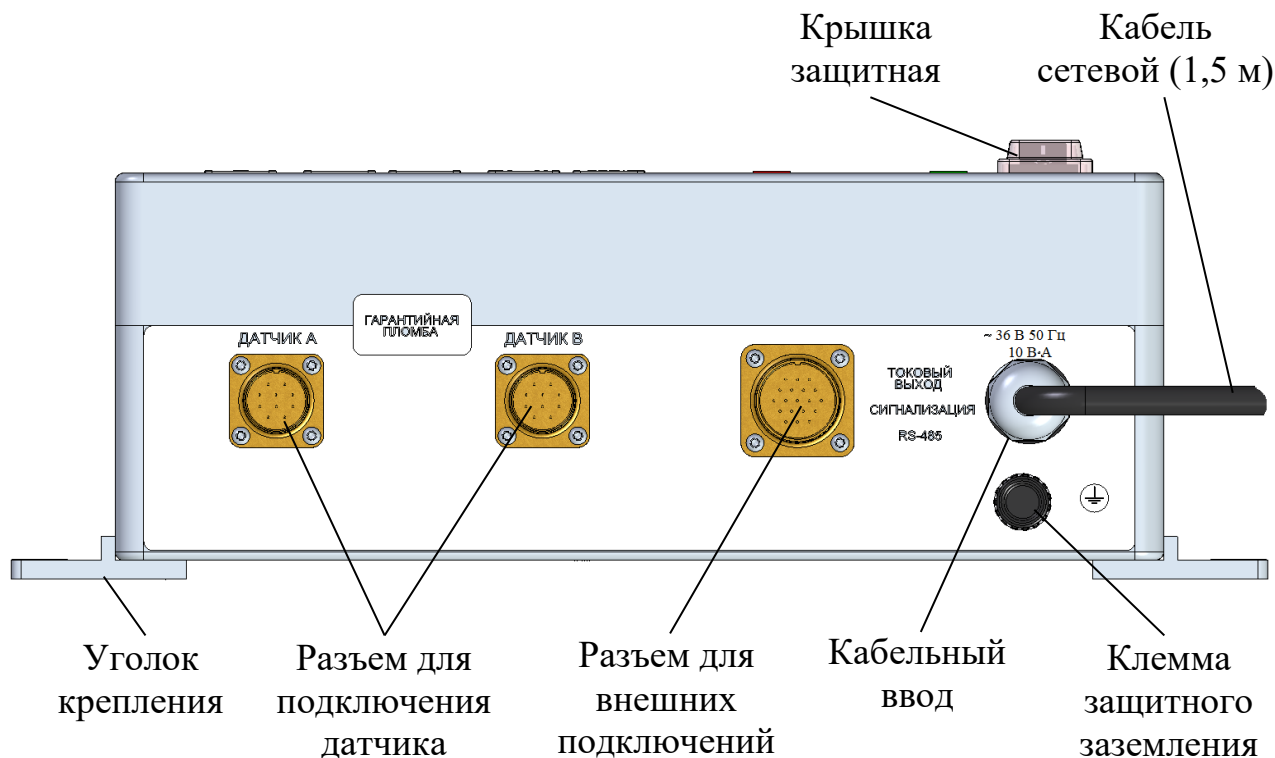 Крышка
защитная
Кабель
сетевой (1,5 м)
ГАРАНТИЙНАЯ
ПЛОМБА
ДАТЧИК А
ДАТЧИК В
~ 36 В 50 Гц
10 В·А
ТОКОВЫЙ
ВЫХОД
СИГНАЛИЗАЦИЯ
RS-485
Уголок
крепления
Разъем для
подключения
датчика
Разъем для
внешних
подключений
Кабельный
ввод
Клемма
защитного
заземления